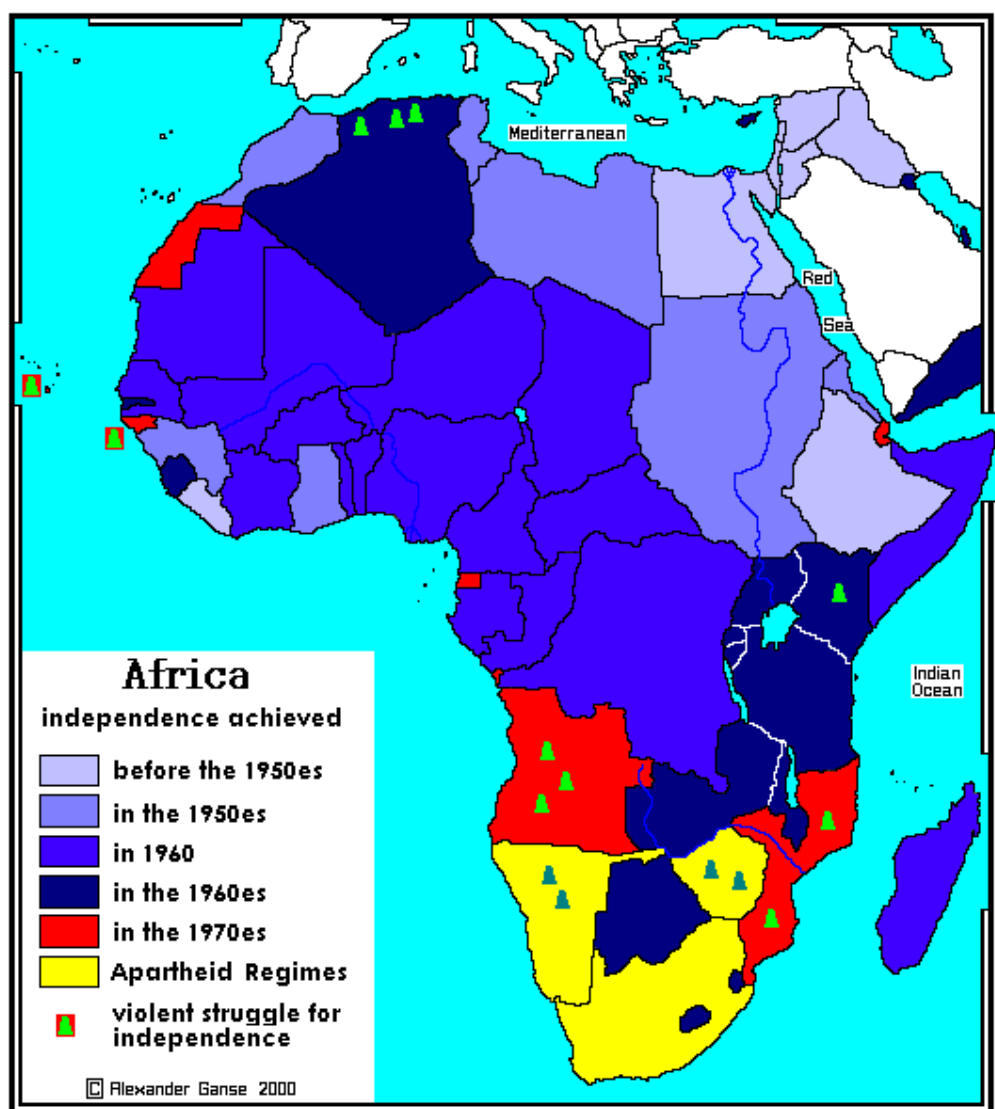 Mediterranean
Red
Sea
Indian
Ocean
Africa
independence achieved
before the 1950es
in the 1950es
in 1960
in the 1960es
in the 1970es
Apartheid Regimes
violent struggle for
independence
C Alexander Ganse 2000